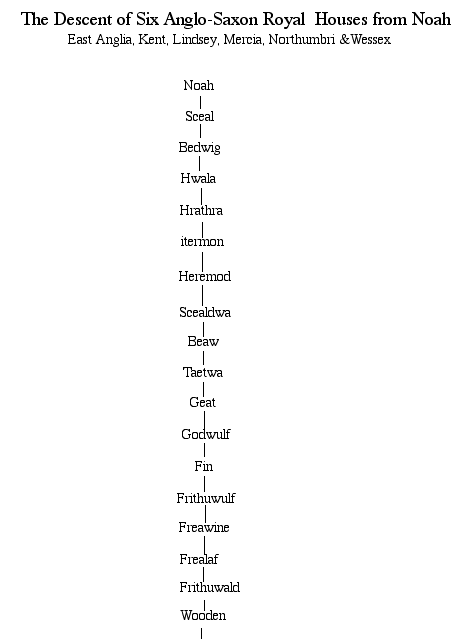 The Descent of Six Anglo-Saxon Royal Houses from Noah
East Anglia, Kent, Lindsey, Mercia, Northumbri & Wessex
Noah
Sceal
Bedwig
Hwala
Hrathra
itermon
Heremod
Scealdwa
Beaw
Taetwa
Geat
Godwulf
Fin
Frithuwulf
Freawine
Frealaf
Frithuwald
Wooden